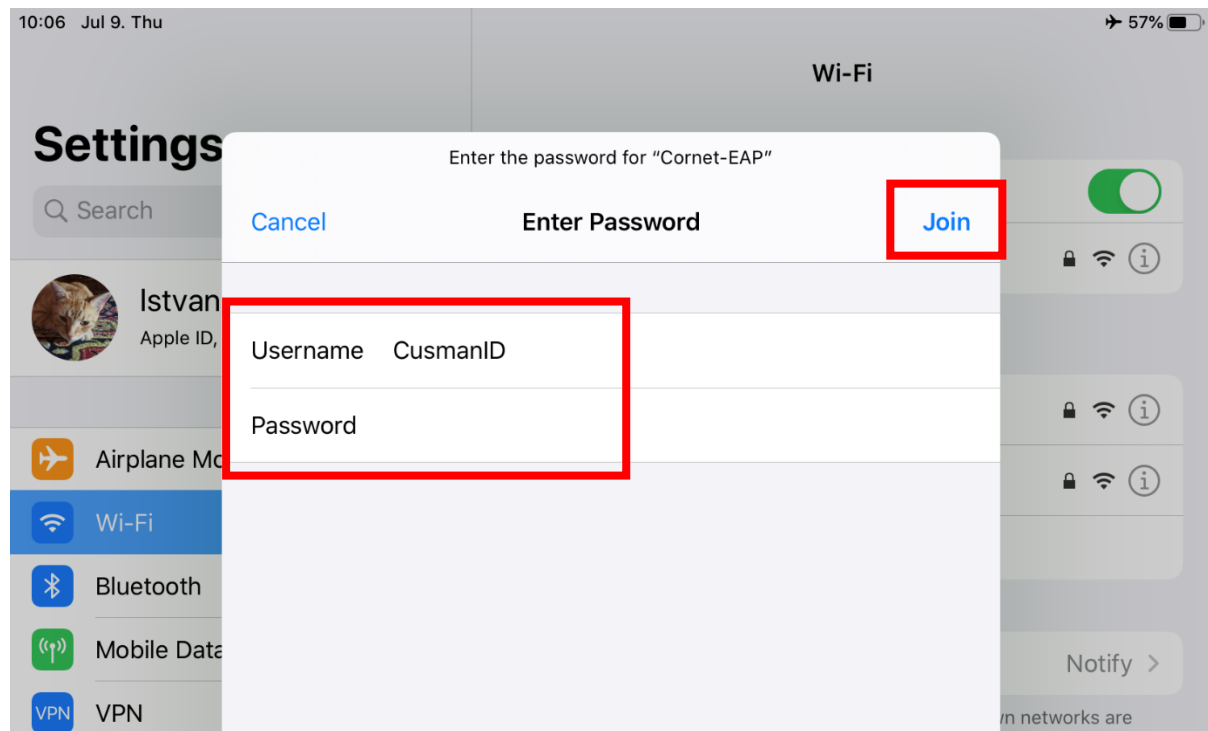 10:06 Jul 9. Thu
57%
Wi-Fi
Settings
Search
Istvan
Apple ID,
Enter the password for “Cornet-EAP”
Cancel
Enter Password
Join
Username CusmanID
Password
Airplane Mo
Wi-Fi
Bluetooth
Mobile Data
VPN VPN
Notify
n networks are